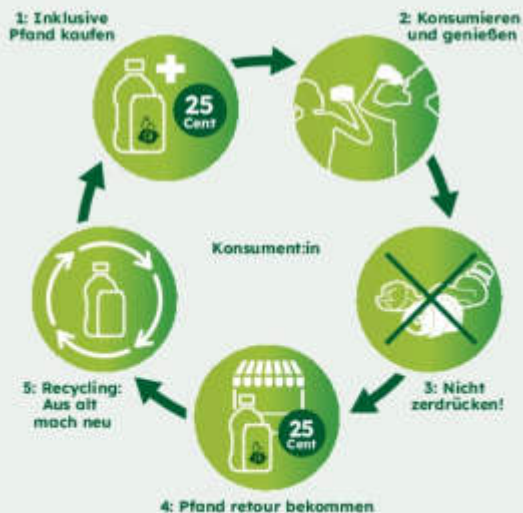 1: Inklusive
Pfand kaufen
2: Konsumieren
und genießen
25
Cent
Konsument:in
3: Nicht
zerdrücken!
25
Cent
5: Recycling:
Aus alt
mach neu
4: Pfand retour bekommen